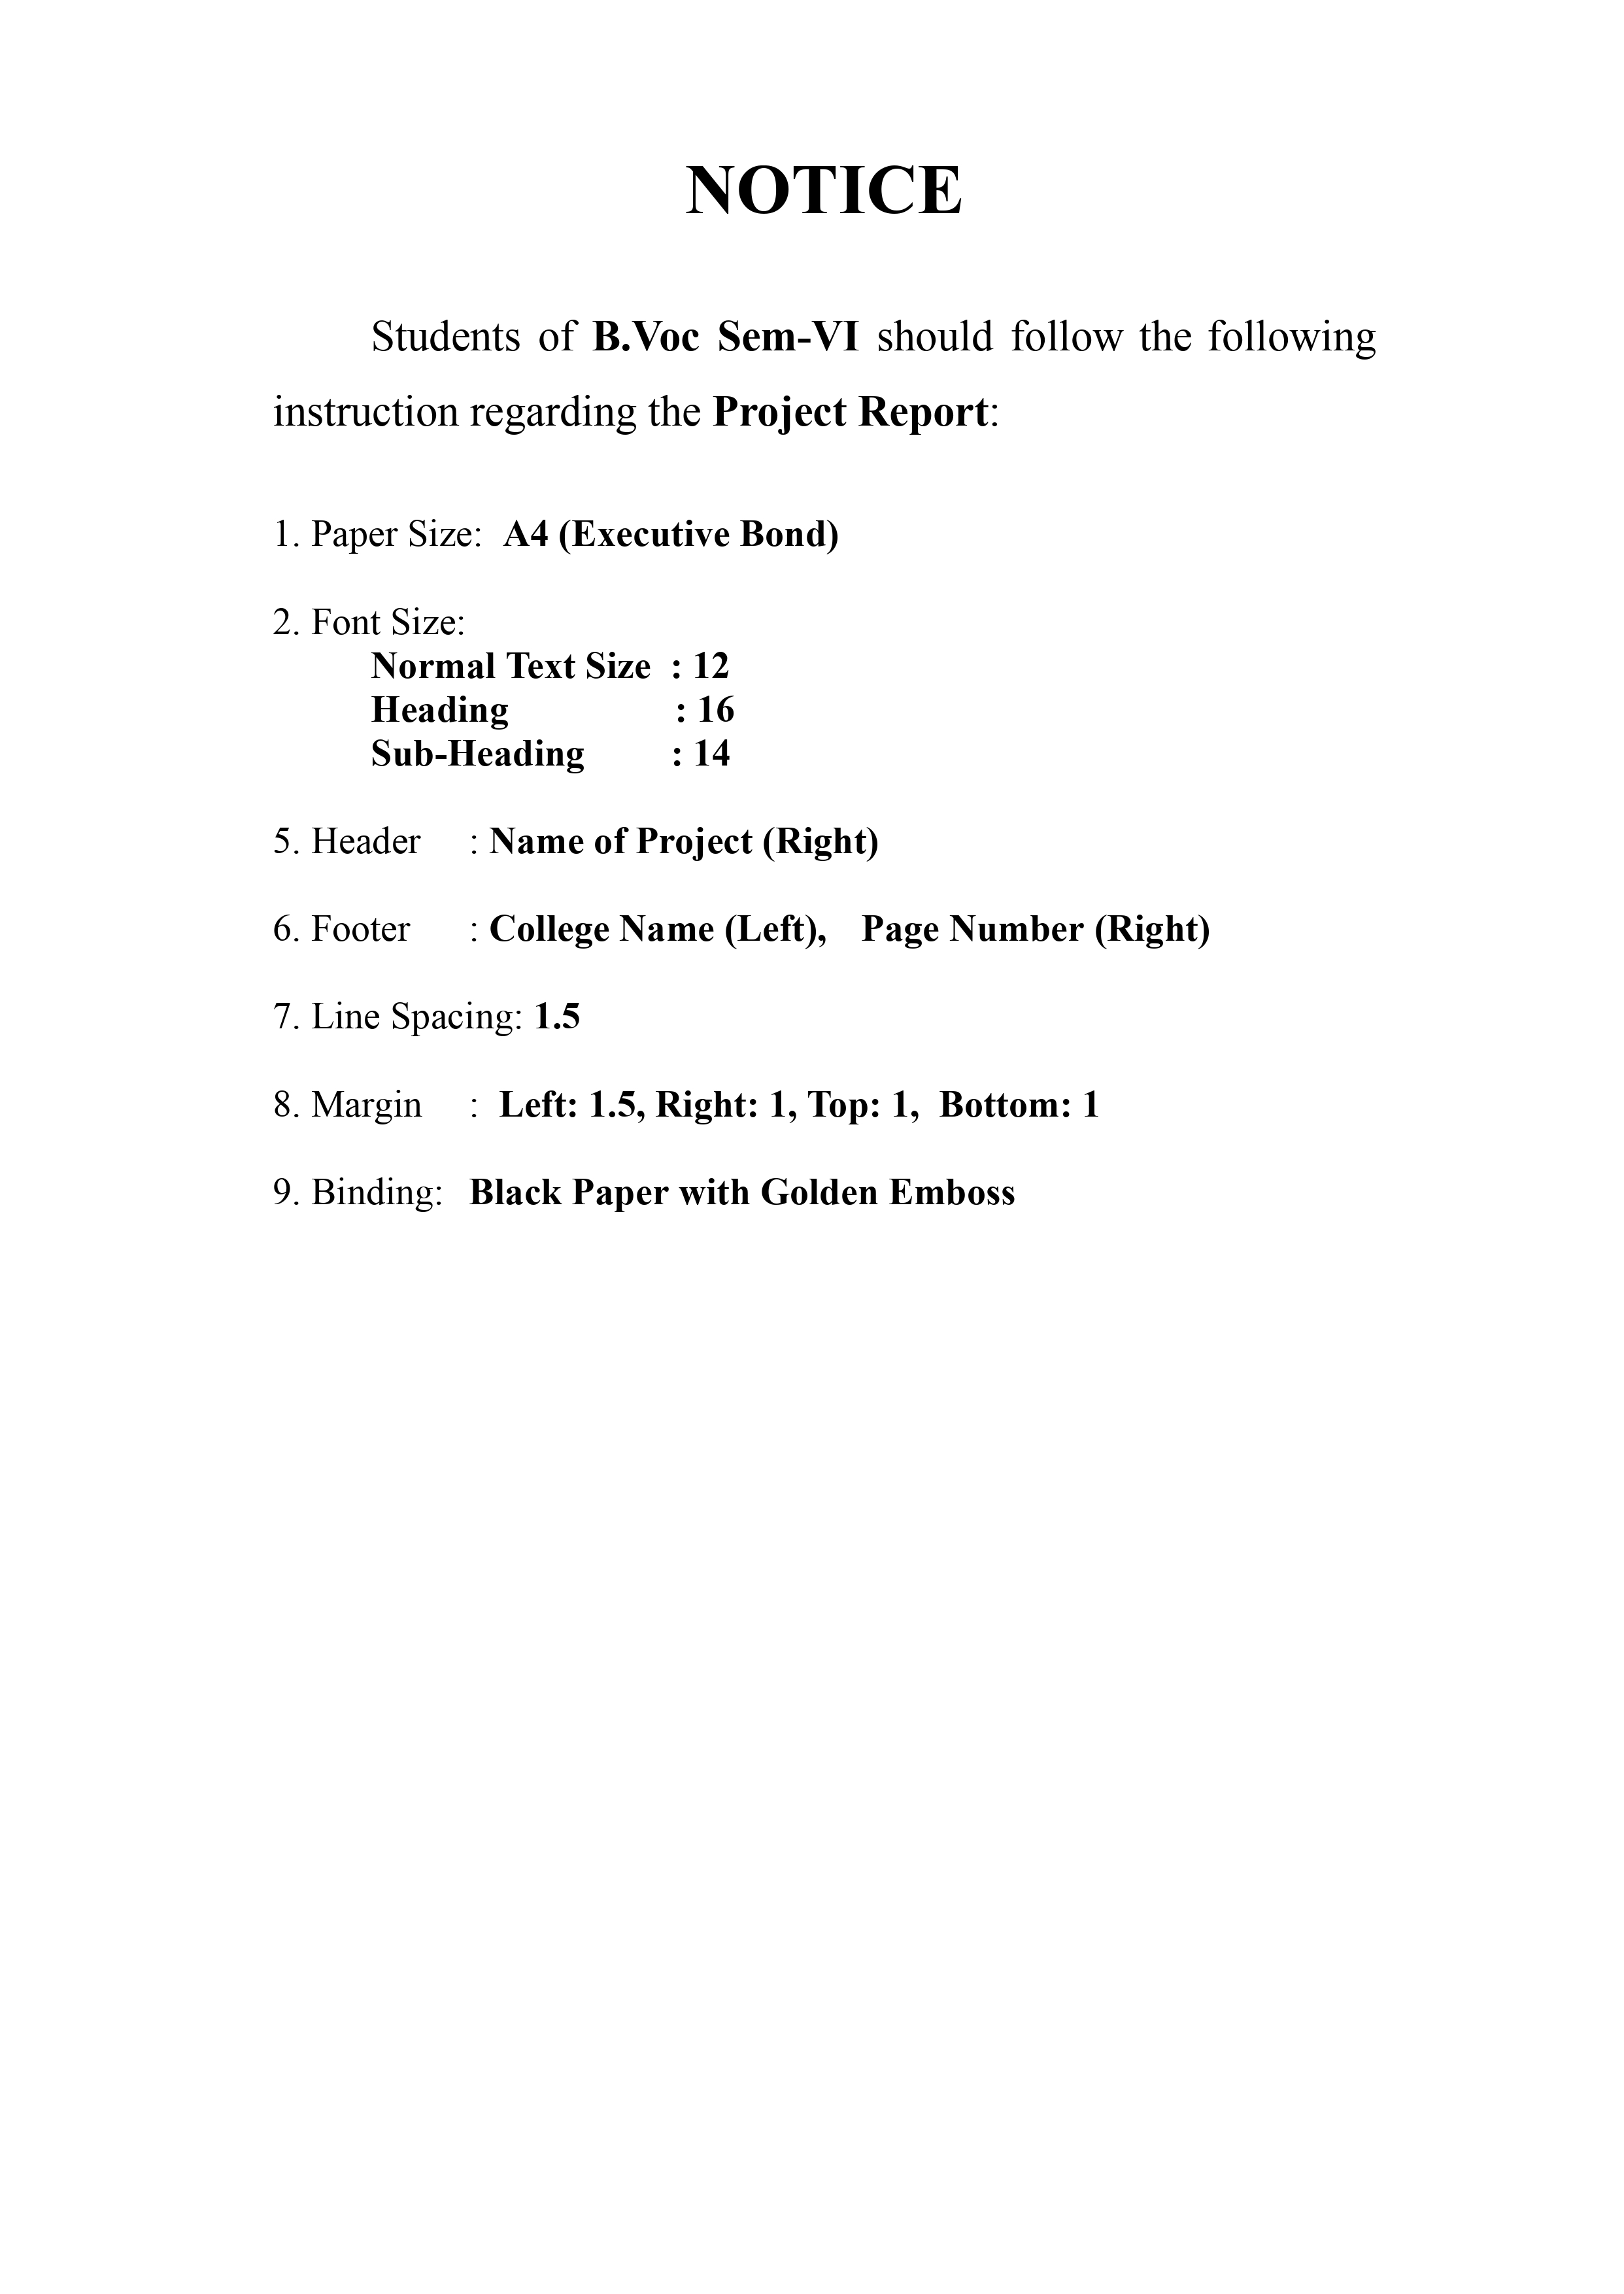 NOTICE
Students of B.Voc Sem-VI should follow the following
instruction regarding the Project Report:
1. Paper Size: A4 (Executive Bond)
2. Font Size:
Normal Text Size : 12
Heading : 16
Sub-Heading : 14
5. Header : Name of Project (Right)
6. Footer : College Name (Left), Page Number (Right)
7. Line Spacing: 1.5
8. Margin : Left: 1.5, Right: 1, Top: 1, Bottom: 1
9. Binding: Black Paper with Golden Emboss